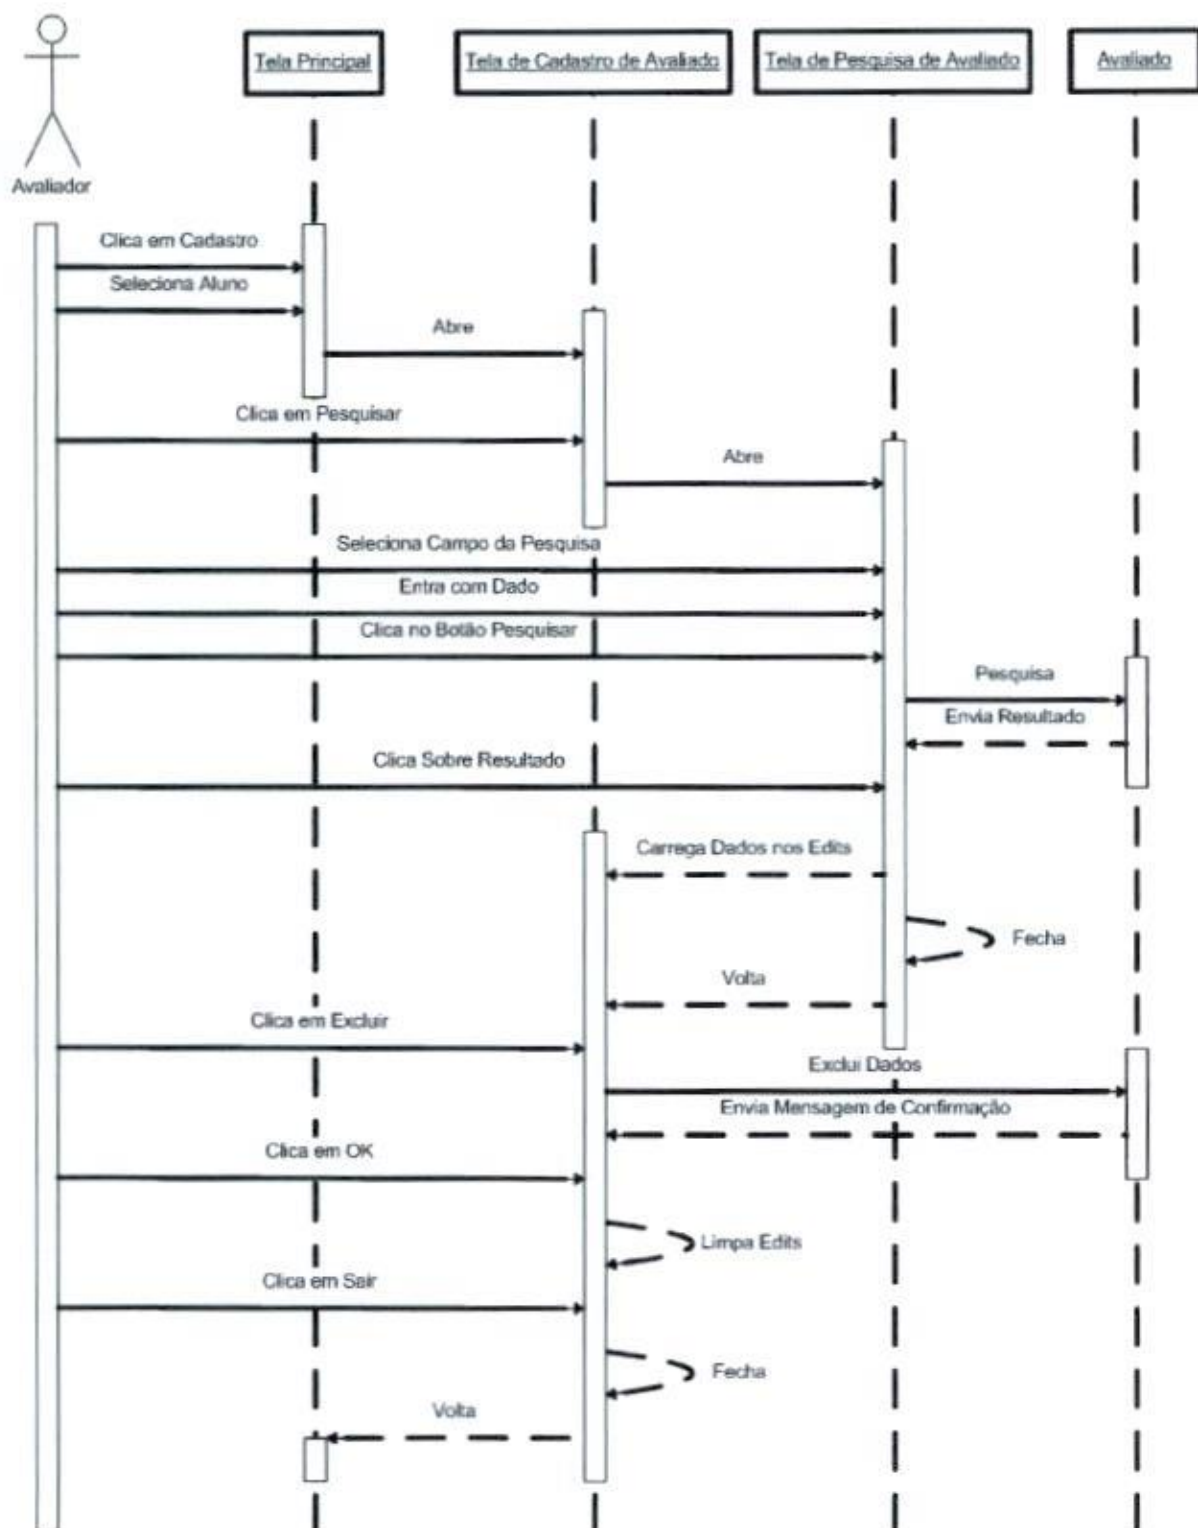 Tela Principal
Tela de Cadastro de Avaliado
Tela de Pesquisa de Avaliado
Avaliado
Avaliador
Clica em Cadastro
Seleciona Aluno
Abre
Clica em Pesquisar
Abre
Seleciona Campo da Pesquisa
Entra com Dado
Clica no Botão Pesquisar
Pesquisa
Envia Resultado
Clica Sobre Resultado
Carrega Dados nos Edits
Fecha
Volta
Clica em Excluir
Exclui Dados
Envia Mensagem de Confirmação
Clica em OK
Limpa Edits
Clica em Sair
Fecha
Volta